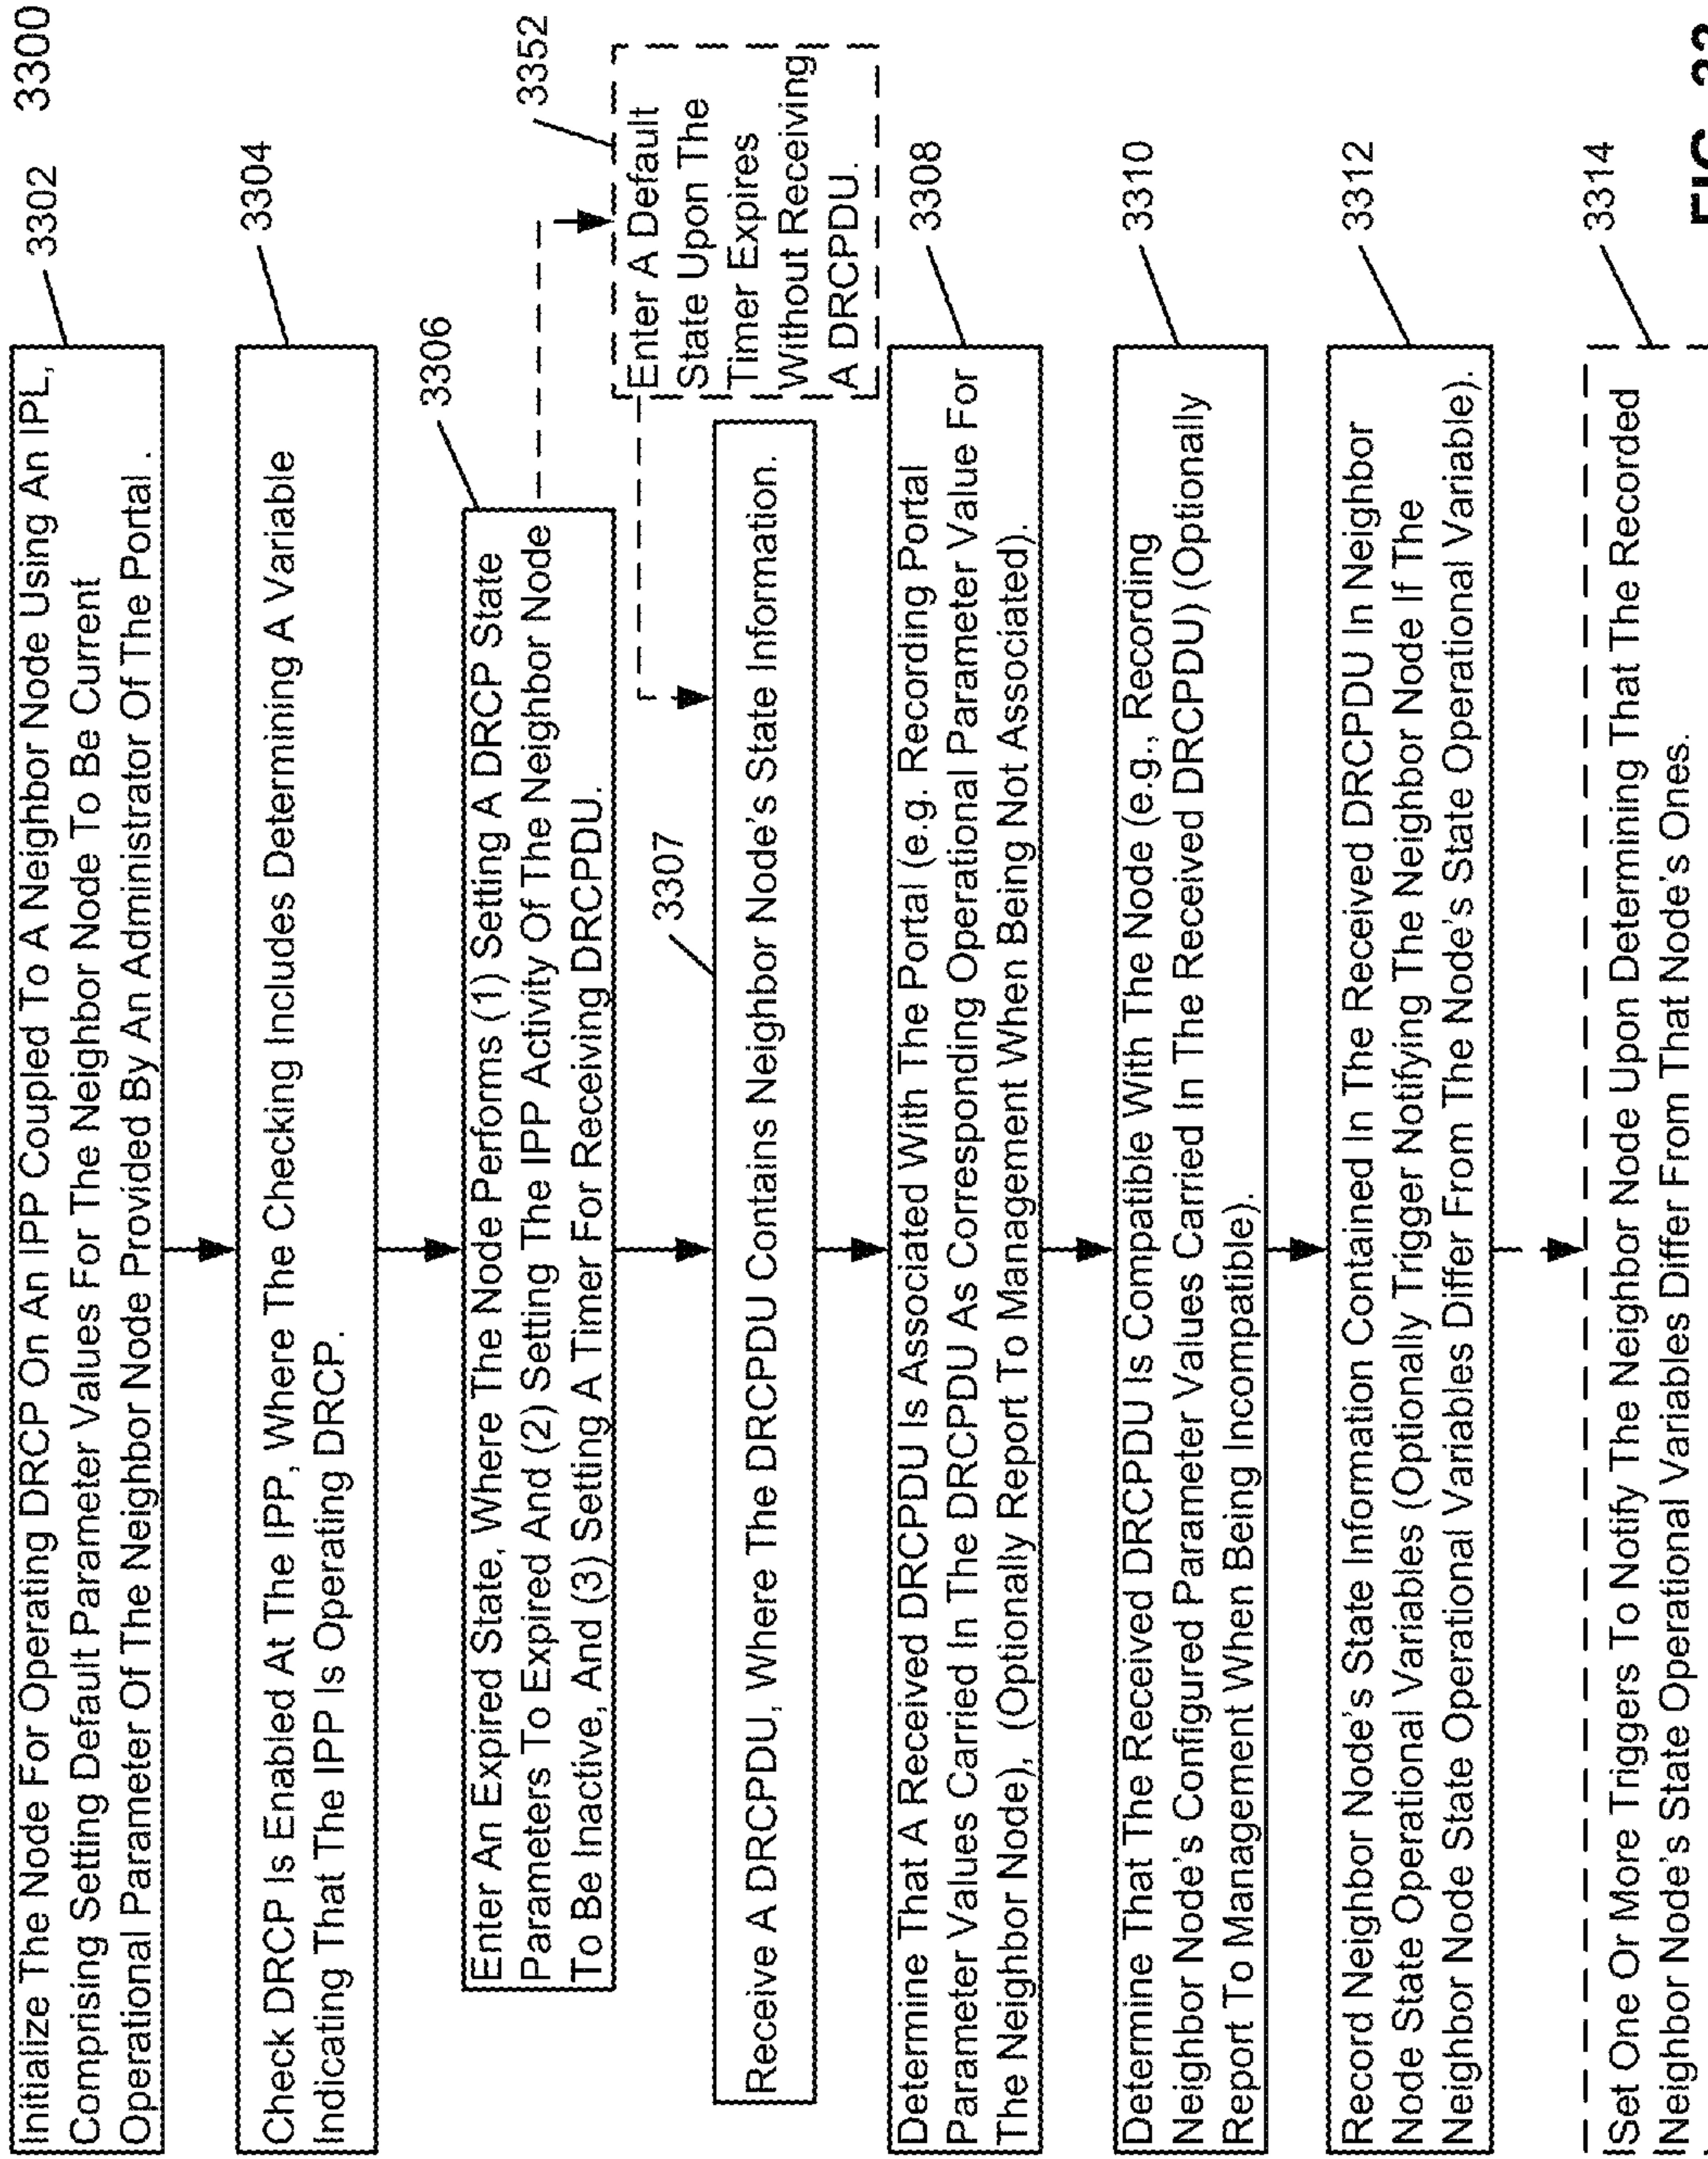 3300
3302
Initialize The Node For Operating DRCP On An IPP Coupled To A Neighbor Node Using An IPL,
Comprising Setting Default Parameter Values For The Neighbor Node To Be Current
Operational Parameter Of The Neighbor Node Provided By An Administrator Of The Portal .
3304
Check DRCP Is Enabled At The IPP, Where The Checking Includes Determining A Variable
Indicating That The IPP Is Operating DRCP.
3306
Enter An Expired State, Where The Node Performs (1) Setting A DRCP State
Parameters To Expired And (2) Setting The IPP Activity Of The Neighbor Node
To Be Inactive, And (3) Setting A Timer For Receiving DRCPDU.
3352
Enter A Default
State Upon The
Timer Expires
Without Receiving
A DRCPDU.
3307
Receive A DRCPDU, Where The DRCPDU Contains Neighbor Node's State Information.
3308
Determine That A Received DRCPDU Is Associated With The Portal (e.g. Recording Portal
Parameter Values Carried In The DRCPDU As Corresponding Operational Parameter Value For
The Neighbor Node), (Optionally Report To Management When Being Not Associated).
3310
Determine That The Received DRCPDU Is Compatible With The Node (e.g., Recording
Neighbor Node's Configured Parameter Values Carried In The Received DRCPDU) (Optionally
Report To Management When Being Incompatible).
3312
Record Neighbor Node's State Information Contained In The Received DRCPDU In Neighbor
Node State Operational Variables (Optionally Trigger Notifying The Neighbor Node If The
Neighbor Node State Operational Variables Differ From The Node's State Operational Variable).
3314
Set One Or More Triggers To Notify The Neighbor Node Upon Determining That The Recorded
Neighbor Node's State Operational Variables Differ From That Node's Ones.
FIG. 33